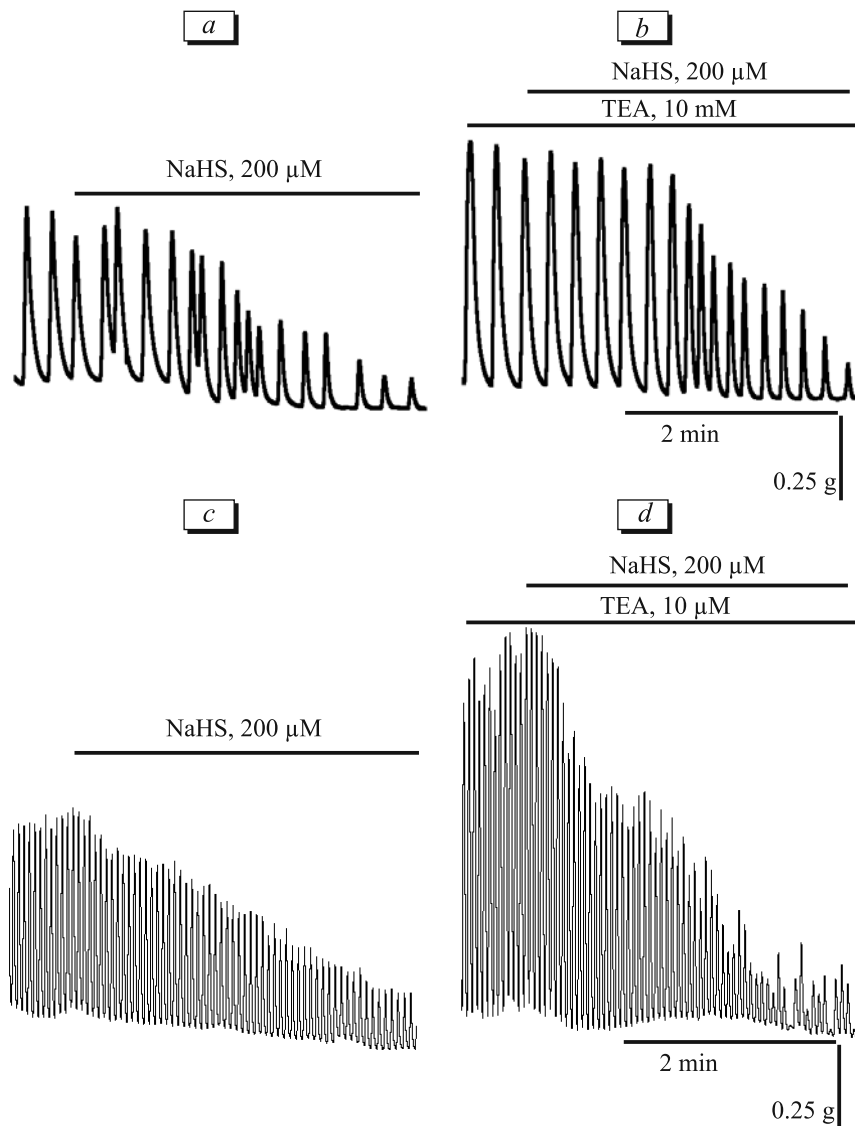 a
NaHS, 200 µM
b
NaHS, 200 µM
TEA, 10 mM
2 min
0.25 g
c
NaHS, 200 µM
d
NaHS, 200 µM
TEA, 10 µM
2 min
0.25 g